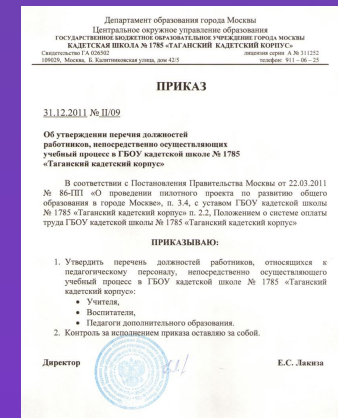 Департамент образования города Москвы
Центральное окружное управление образования
ГОСУДАРСТВЕННОЕ БЮДЖЕТНОЕ ОБРАЗОВАТЕЛЬНОЕ УЧРЕЖДЕНИЕ ГОРОДА МОСКВЫ
КАДЕТСКАЯ ШКОЛА № 1785 «ТАГАНСКИЙ КАДЕТСКИЙ КОРПУС»
Свидетельство ГА 026502 лицензия серии А № 311252
109029, Москва, Б. Калитниковская улица, дом 42/5 телефон: 911 – 06 – 25
ПРИКАЗ
31.12.2011 № II/09
Об утверждении перечня должностей
работников, непосредственно осуществляющих
учебный процесс в ГБОУ кадетской школе № 1785
«Таганский кадетский корпус»
В соответствии с Постановления Правительства Москвы от 22.03.2011
№ 86-ПП «О проведении пилотного проекта по развитию общего
образования в городе Москве», п. 3.4, с уставом ГБОУ кадетской школы
№ 1785 «Таганский кадетский корпус» п. 2.2, Положением о системе оплаты
труда ГБОУ кадетской школы № 1785 «Таганский кадетский корпус»
ПРИКАЗЫВАЮ:
1. Утвердить перечень должностей работников, относящихся к
педагогическому персоналу, непосредственно осуществляющего
учебный процесс в ГБОУ кадетской школе № 1785 «Таганский
кадетский корпус»:
• Учителя,
• Воспитатели,
• Педагоги дополнительного образования.
2. Контроль за исполнением приказа оставляю за собой.
Директор Е.С. Лакиза